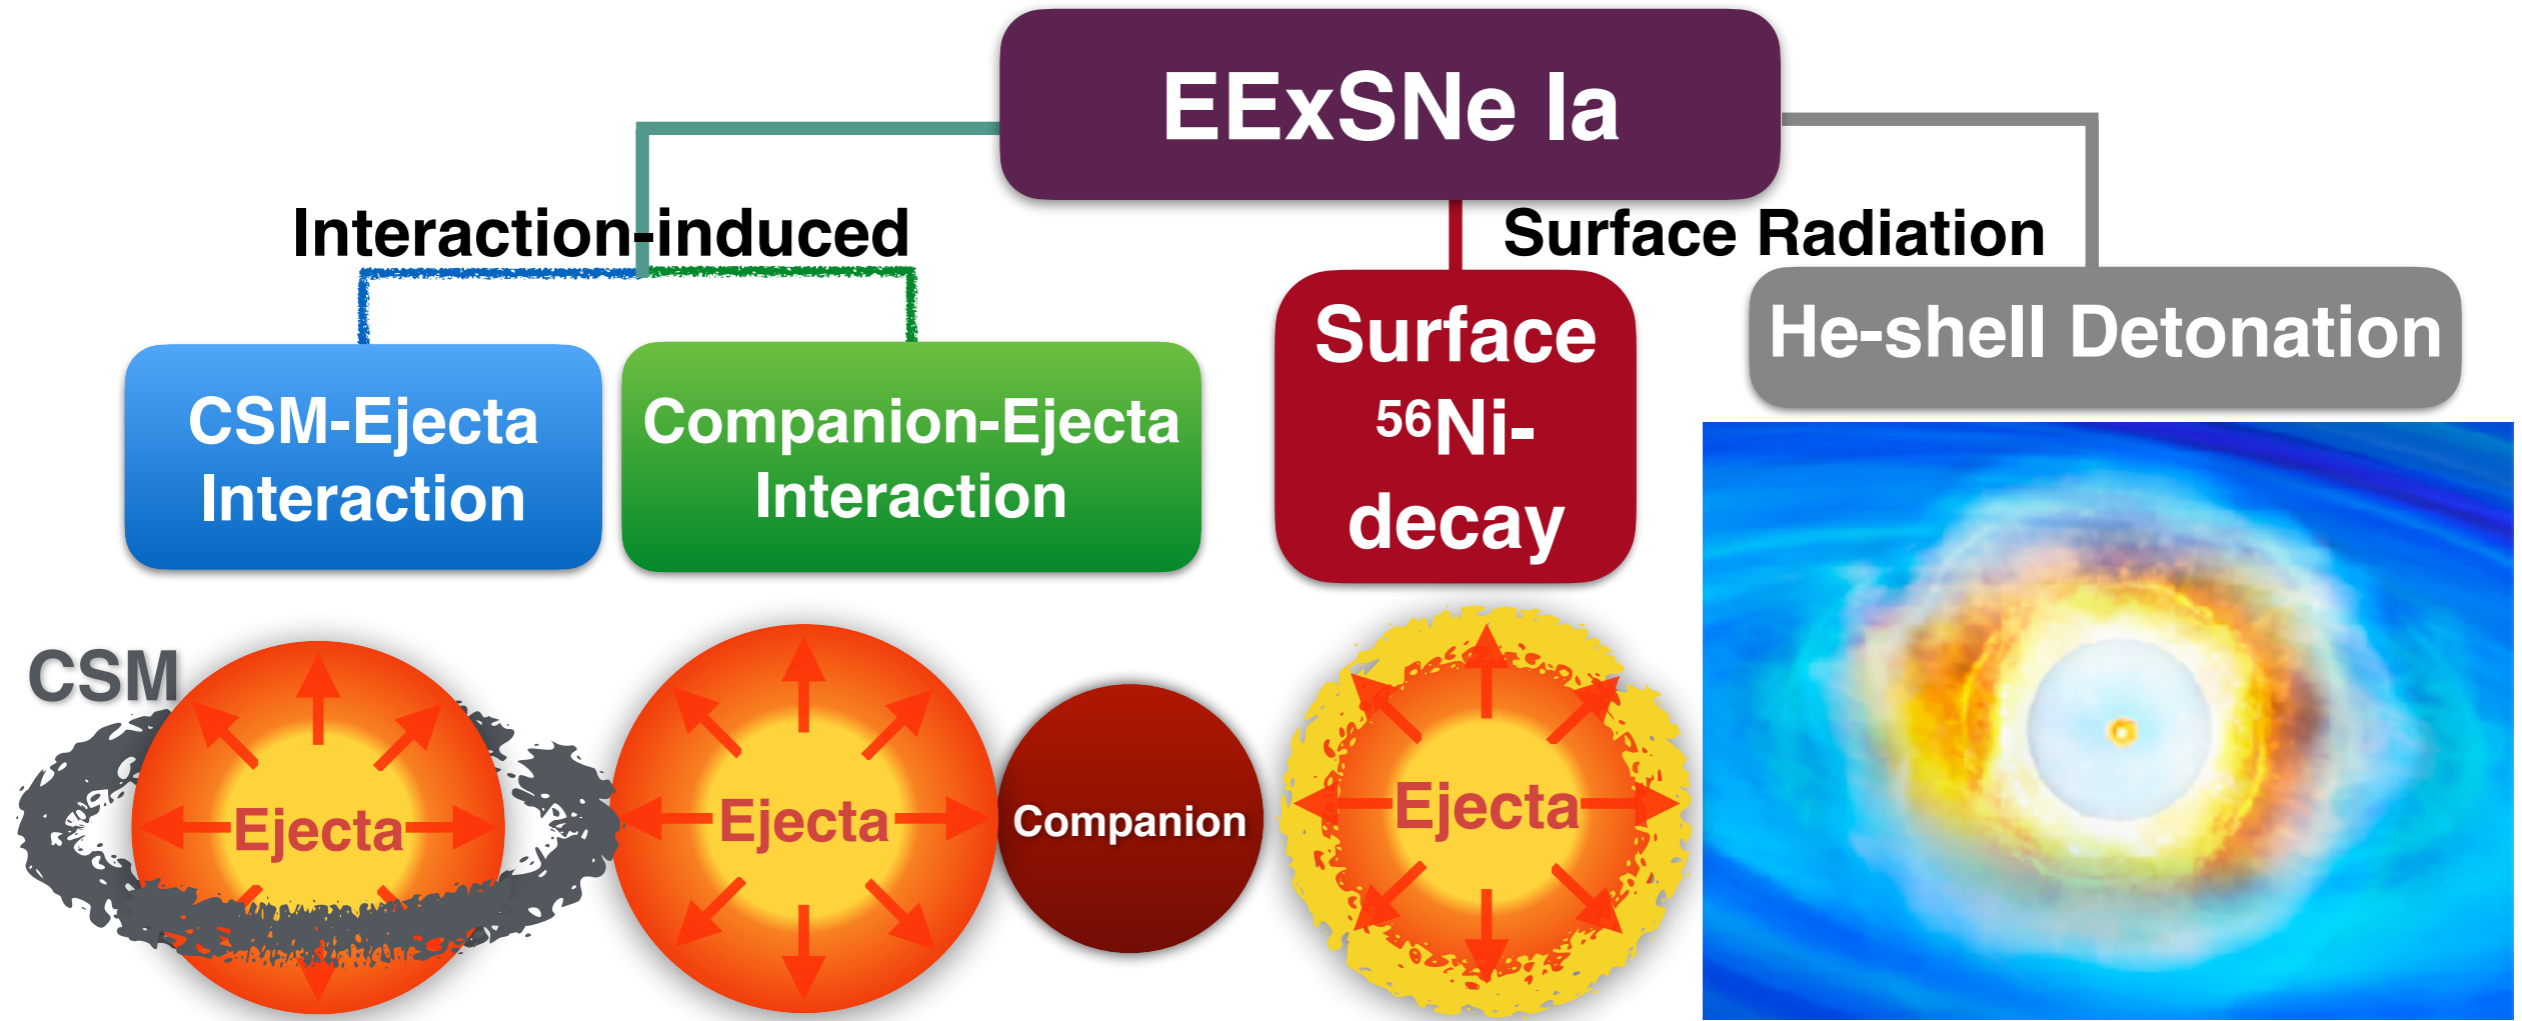 EExSNe Ia
Interaction-induced
Surface Radiation
CSM-Ejecta
Interaction
Companion-Ejecta
Interaction
Surface
⁵⁶Ni-
decay
He-shell Detonation
CSM
Ejecta
Ejecta
Companion
Ejecta